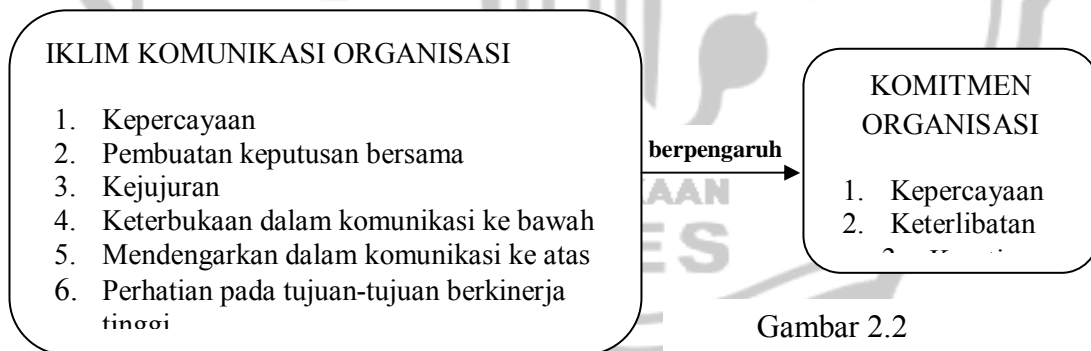 IKLIM KOMUNIKASI ORGANISASI
1. Kepercayaan
2. Pembuatan keputusan bersama
3. Kejujuran
4. Keterbukaan dalam komunikasi ke bawah
5. Mendengarkan dalam komunikasi ke atas
6. Perhatian pada tujuan-tujuan berkinerja
tinggi
berpengaruh
KOMITMEN
ORGANISASI
1. Kepercayaan
2. Keterlibatan
Gambar 2.2